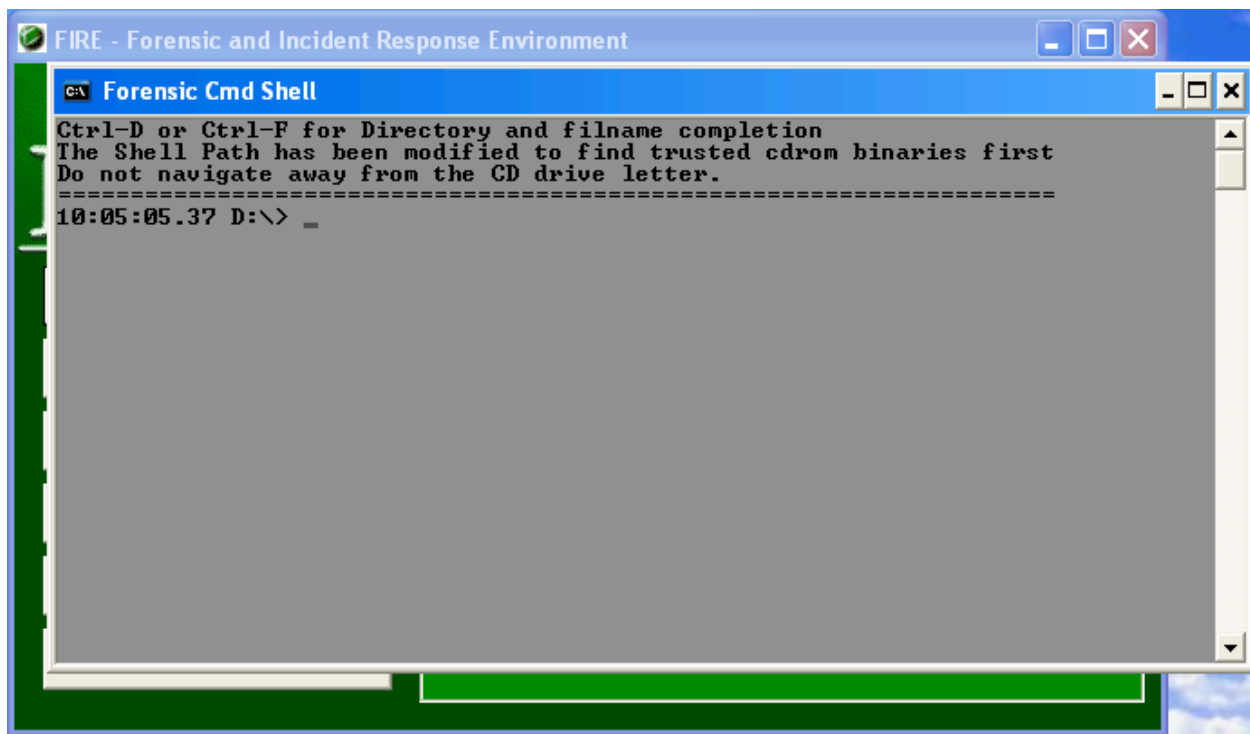 FIRE - Forensic and Incident Response Environment
Forensic Cmd Shell
Ctrl-D or Ctrl-F for Directory and filname completion
The Shell Path has been modified to find trusted cdrom binaries first
Do not navigate away from the CD drive letter.
=====================================================================
10:05:05.37 D:\> _